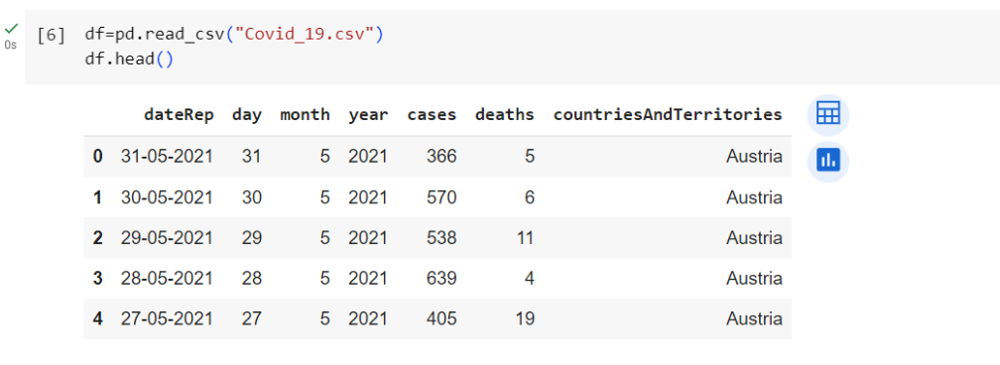 [6] df=pd.read_csv("Covid_19.csv")
df.head()
0s
dateRep day month year cases deaths countriesAndTerritories
0 31-05-2021 31 5 2021 366 5 Austria
1 30-05-2021 30 5 2021 570 6 Austria
2 29-05-2021 29 5 2021 538 11 Austria
3 28-05-2021 28 5 2021 639 4 Austria
4 27-05-2021 27 5 2021 405 19 Austria